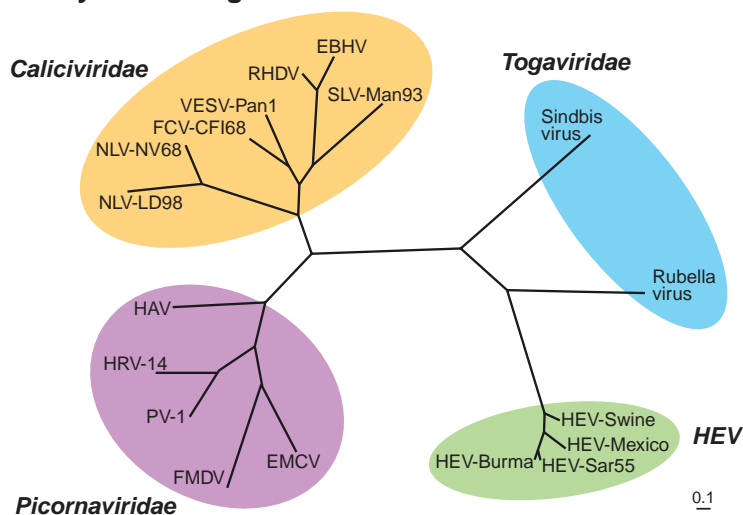 Caliciviridae
EBHV
RHDV
SLV-Man93
VESV-Pan1
FCV-CFI68
NLV-NV68
NLV-LD98
Togaviridae
Sindbis
virus
Rubella
virus
HAV
HRV-14
PV-1
FMDV
EMCV
Picornaviridae
HEV-Swine
HEV-Mexico
HEV-Burma
HEV-Sar55
HEV
0.1